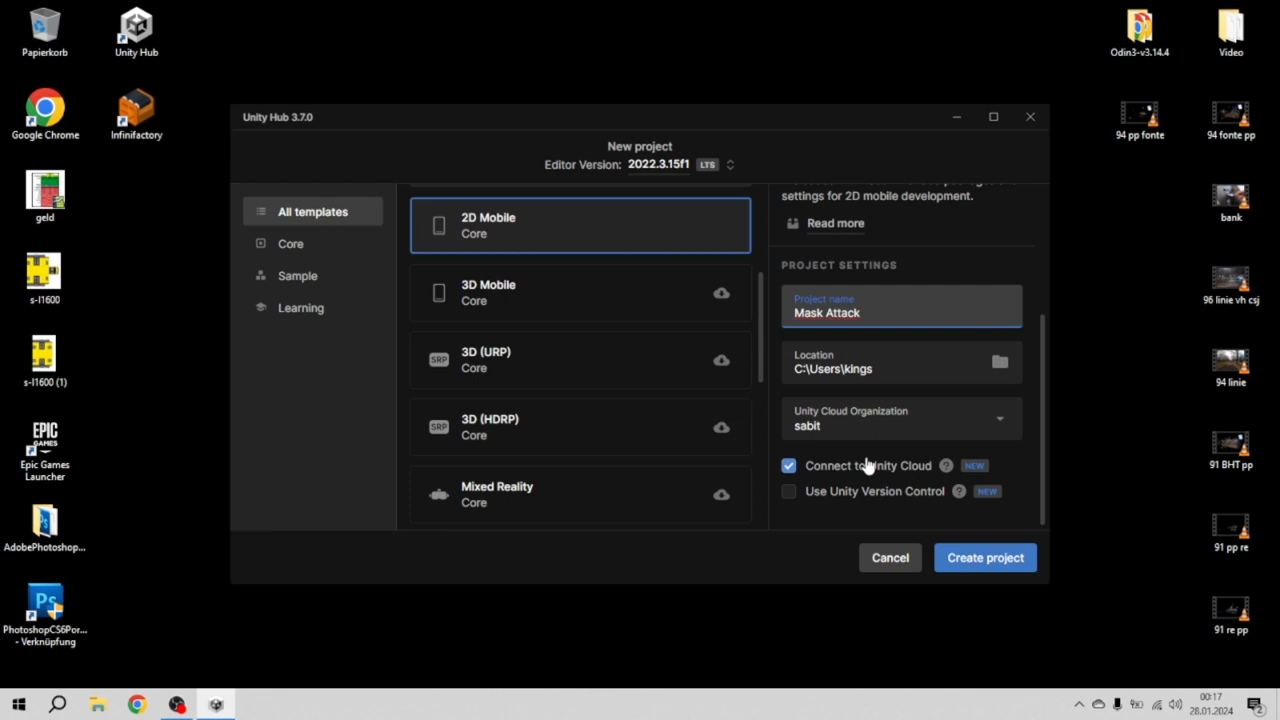 Papierkorb
Unity Hub
Google Chrome
Infinifactory
geld
s-l1600
s-l1600 (1)
EPIC
GAMES
Epic Games
Launcher
AdobePhotoshop...
Ps
PhotoshopCS6Por...
- Verknüpfung
Unity Hub 3.7.0
New project
Editor Version: 2022.3.15f1 LTS
All templates
Core
Sample
Learning
2D Mobile
Core
3D Mobile
Core
SRP
3D (URP)
Core
SRP
3D (HDRP)
Core
Mixed Reality
Core
settings for 2D mobile development.
Read more
PROJECT SETTINGS
Project name
Mask Attack
Location
C:\Users\kings
Unity Cloud Organization
sabit
Connect to Unity Cloud ? NEW
Use Unity Version Control ? NEW
Cancel
Create project
Odin3-v3.14.4
Video
94 pp fonte
94 fonte pp
bank
96 linie vh csj
94 linie
91 BHT pp
91 pp re
91 re pp
00:17
28.01.2024
2